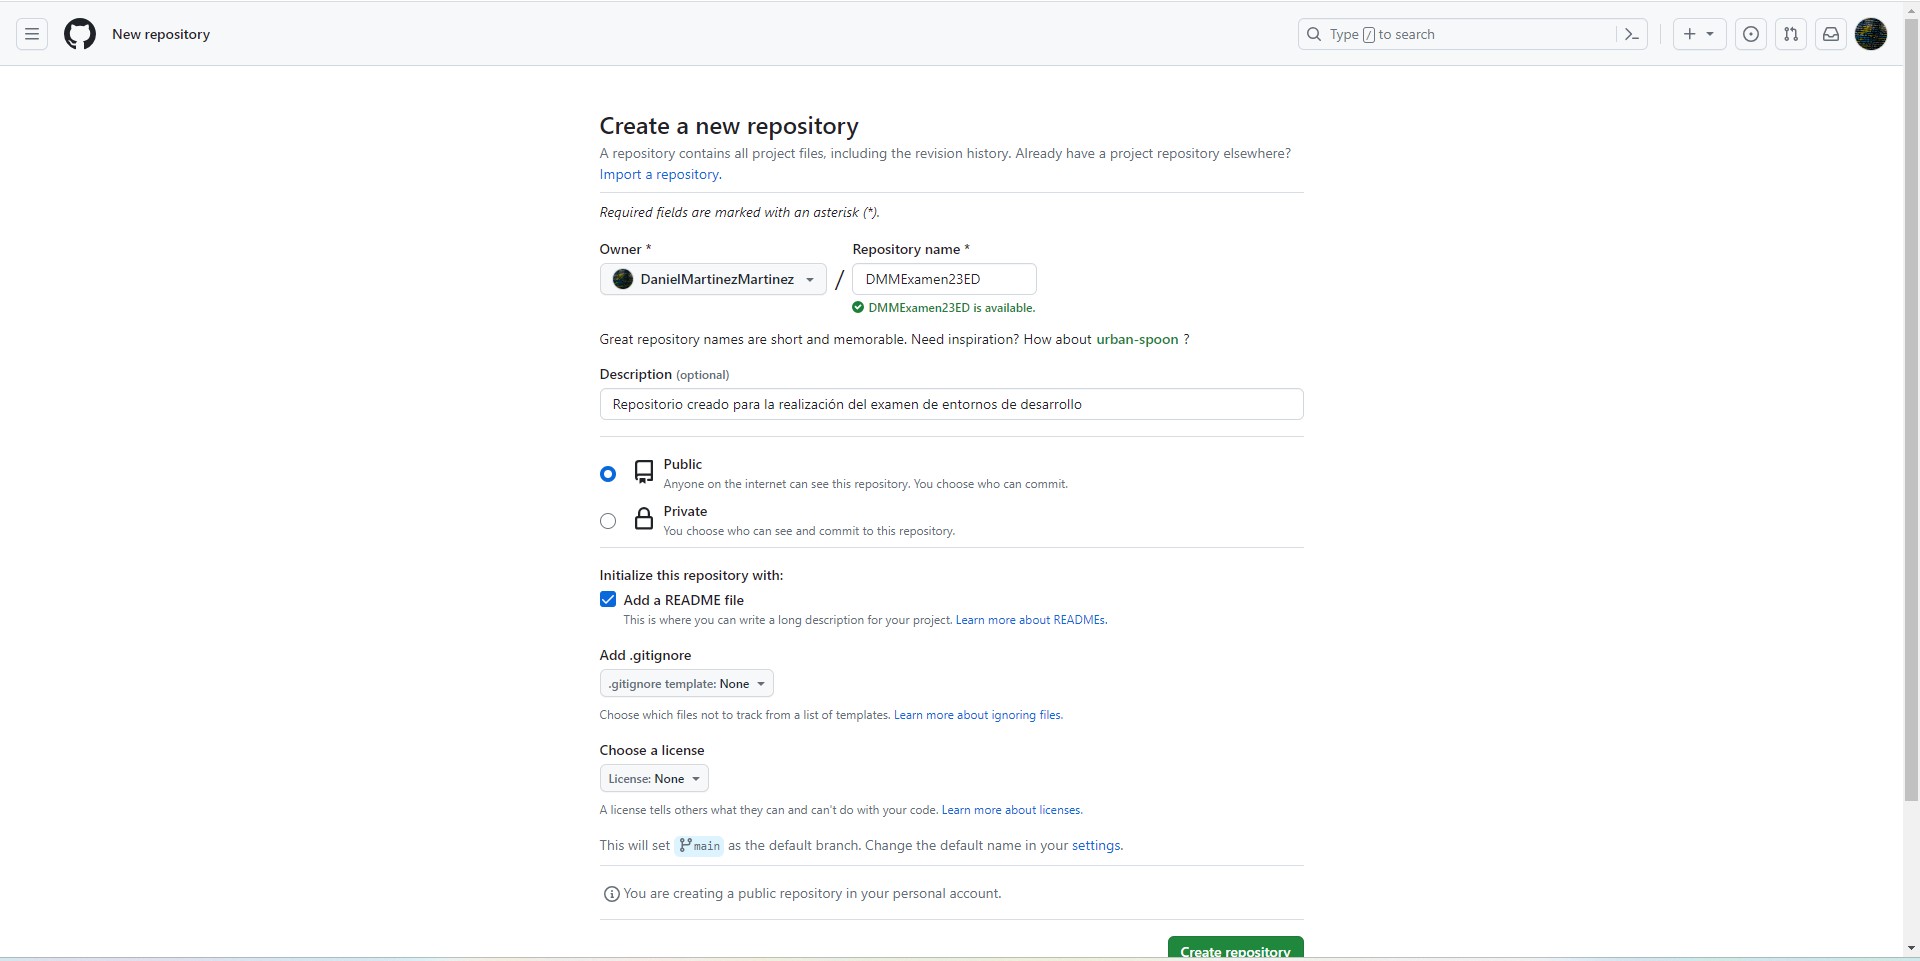 New repository
Type / to search
Create a new repository
A repository contains all project files, including the revision history. Already have a project repository elsewhere?
Import a repository.
Required fields are marked with an asterisk (*).
Owner * Repository name *
DanielMartinezMartinez / DMMExamen23ED
DMMExamen23ED is available.
Great repository names are short and memorable. Need inspiration? How about urban-spoon ?
Description (optional)
Repositorio creado para la realización del examen de entornos de desarrollo
Public
Anyone on the internet can see this repository. You choose who can commit.
Private
You choose who can see and commit to this repository.
Initialize this repository with:
Add a README file
This is where you can write a long description for your project. Learn more about READMEs.
Add .gitignore
.gitignore template: None
Choose which files not to track from a list of templates. Learn more about ignoring files.
Choose a license
License: None
A license tells others what they can and can't do with your code. Learn more about licenses.
This will set main as the default branch. Change the default name in your settings.
You are creating a public repository in your personal account.
Create repository